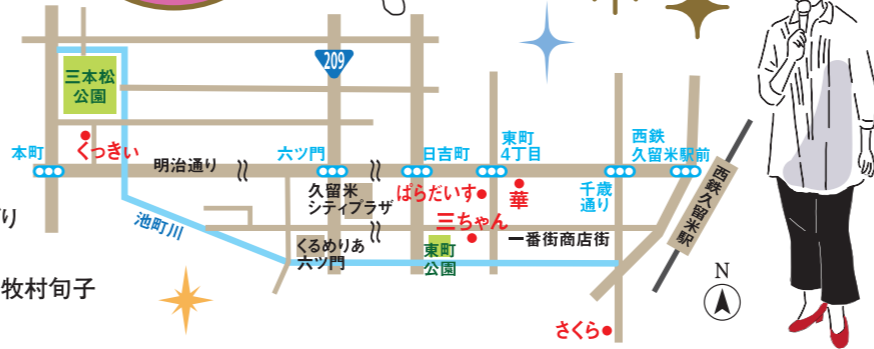 209
三本松
公園
本町
くっきぃ
明治通り
六ツ門
日吉町
東町
4丁目
西鉄
久留米駅前
久留米
シティプラザ
ぱらだいす
華
千歳
通り
西鉄久留米駅
三ちゃん
池町川
くるめりあ
六ツ門
東町
公園
一番街商店街
り
牧村旬子
N
さくら